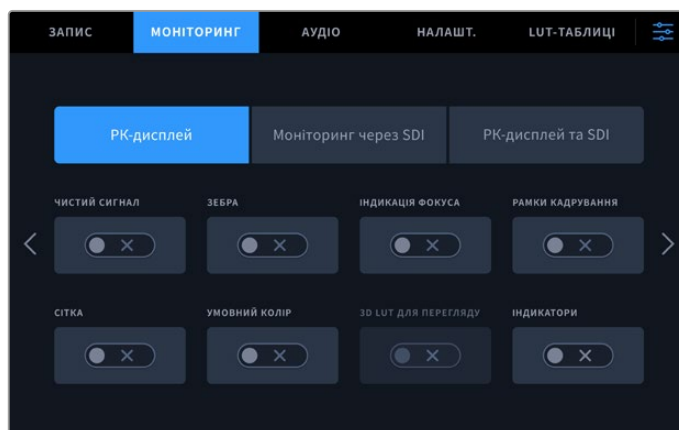 ЗАПИС МОНІТОРИНГ АУДІО НАЛАШТ. LUT-ТАБЛИЦІ
РК-дисплей Моніторинг через SDI РК-дисплей та SDI
ЧИСТИЙ СИГНАЛ ЗЕБРА ІНДИКАЦІЯ ФОКУСА РАМКИ КАДРУВАННЯ
СІТКА УМОВНИЙ КОЛІР 3D LUT ДЛЯ ПЕРЕГЛЯДУ ІНДИКАТОРИ